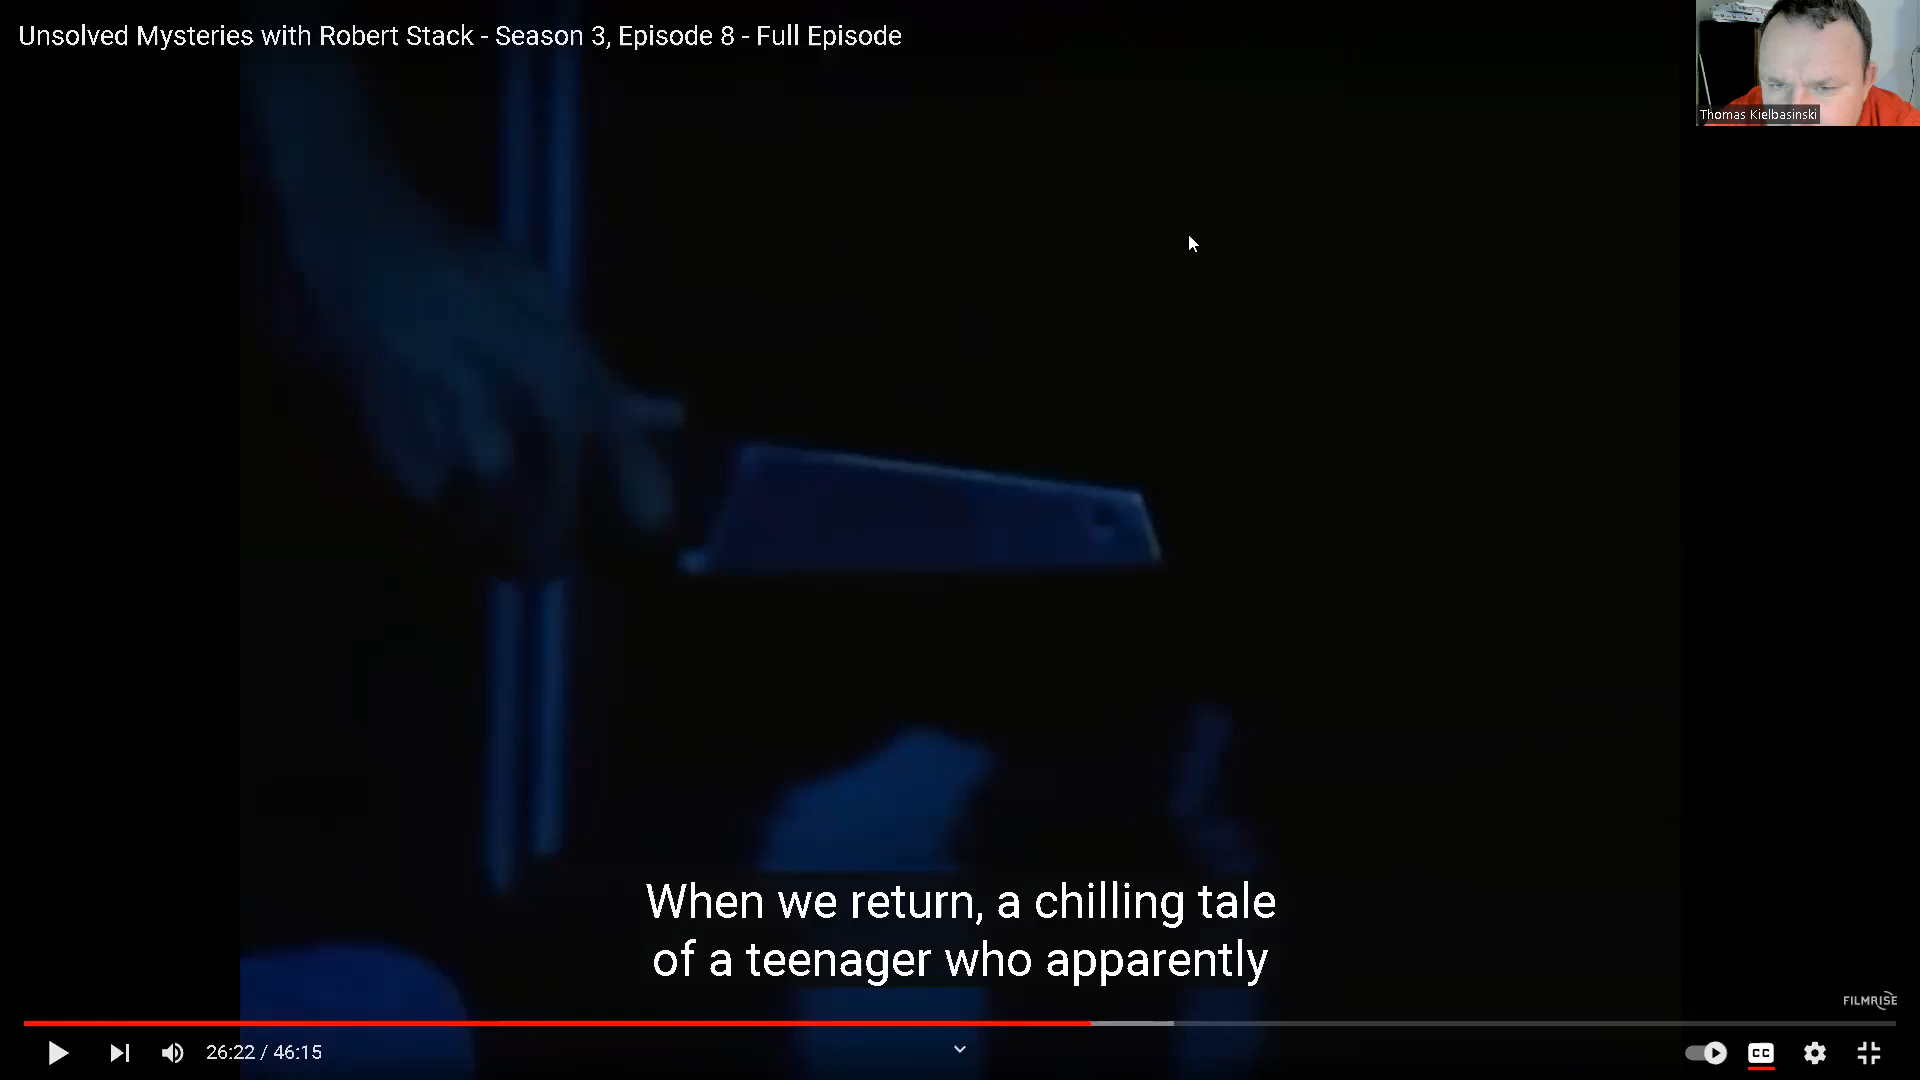 Unsolved Mysteries with Robert Stack - Season 3, Episode 8 - Full Episode
Thomas Kielbasinski
When we return, a chilling tale
of a teenager who apparently
FILMRISE
26:22 / 46:15
CC